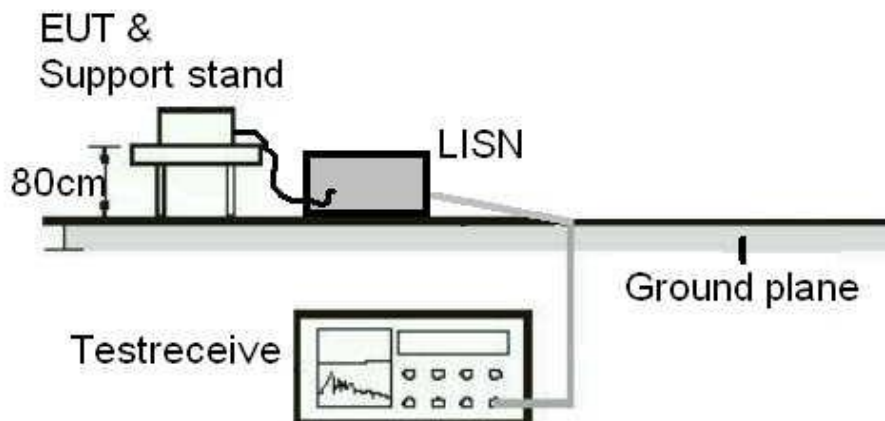 EUT &
Support stand
LISN
80cm
Ground plane
Testreceive